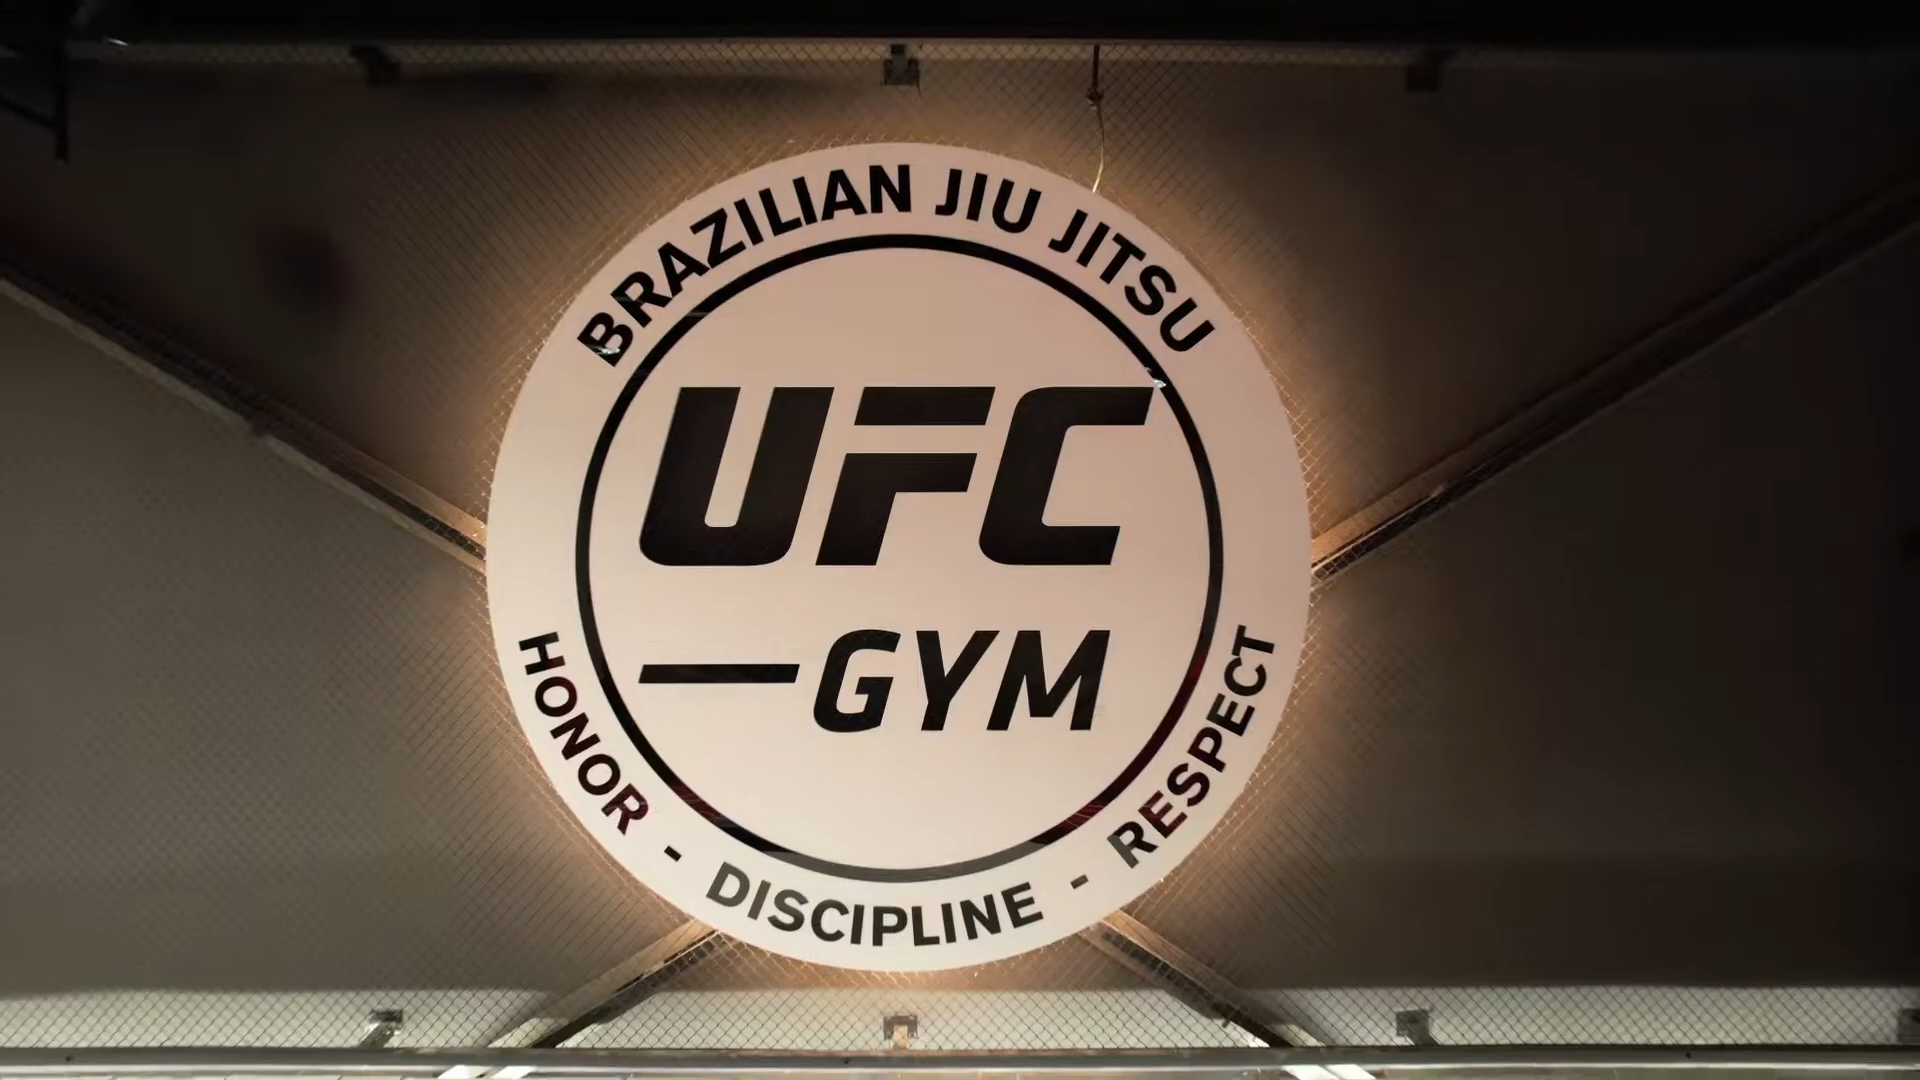 BRAZILIAN JIU JITSU
UFC
GYM
HONOR - DISCIPLINE - RESPECT